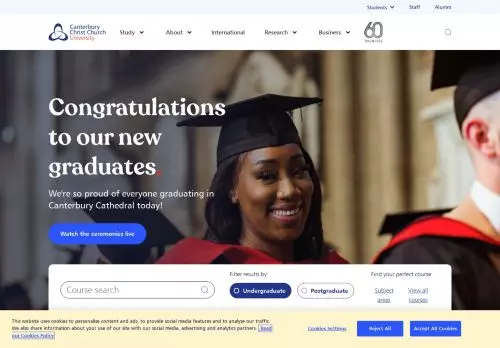 Students
Staff
Alumni
Canterbury
Christ Church
University
Study
About
International
Research
Business
60
Congratulations
to our new
graduates.
We're so proud of everyone graduating in
Canterbury Cathedral today!
Watch the ceremonies live
Course search
Filter results by:
Undergraduate
Postgraduate
Find your perfect course:
Subject
areas
View all
courses
This website uses cookies to personalise content and ads, to provide social media features and to analyse our traffic.
We also share information about your use of our site with our social media, advertising and analytics partners. Read
our Cookies Policy
Cookies Settings
Reject All
Accept All Cookies